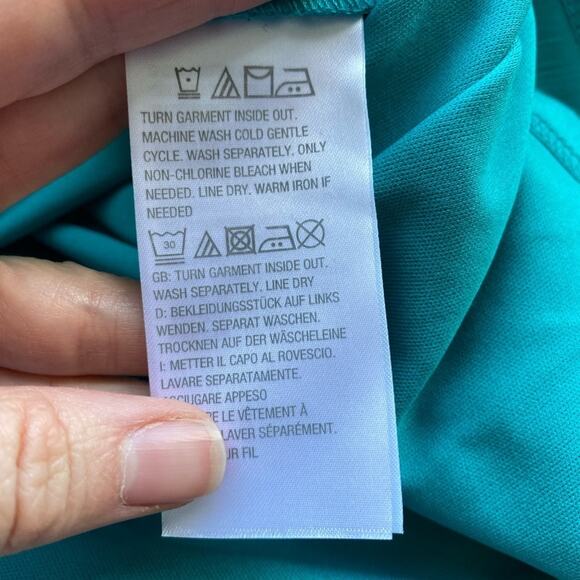 TURN GARMENT INSIDE OUT.
MACHINE WASH COLD GENTLE
CYCLE. WASH SEPARATELY. ONLY
NON-CHLORINE BLEACH WHEN
NEEDED. LINE DRY. WARM IRON IF
NEEDED
30
GB: TURN GARMENT INSIDE OUT.
WASH SEPARATELY. LINE DRY
D: BEKLEIDUNGSSTÜCK AUF LINKS
WENDEN. SEPARAT WASCHEN.
TROCKNEN AUF DER WÄSCHELEINE
I: METTER IL CAPO AL ROVESCIO.
LAVARE SEPARATAMENTE.
ASCIUGARE APPESO
LE VÊTEMENT À
LAVER SÉPARÉMENT.
FIL